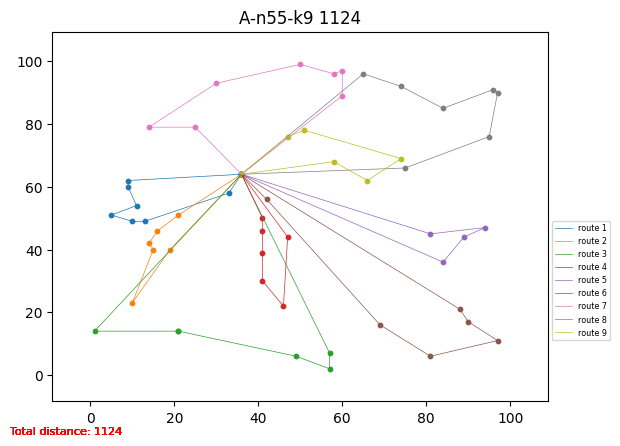 A-n55-k9 1124
100
80
60
40
20
0
0 20 40 60 80 100
route 1
route 2
route 3
route 4
route 5
route 6
route 7
route 8
route 9
Total distance: 1124